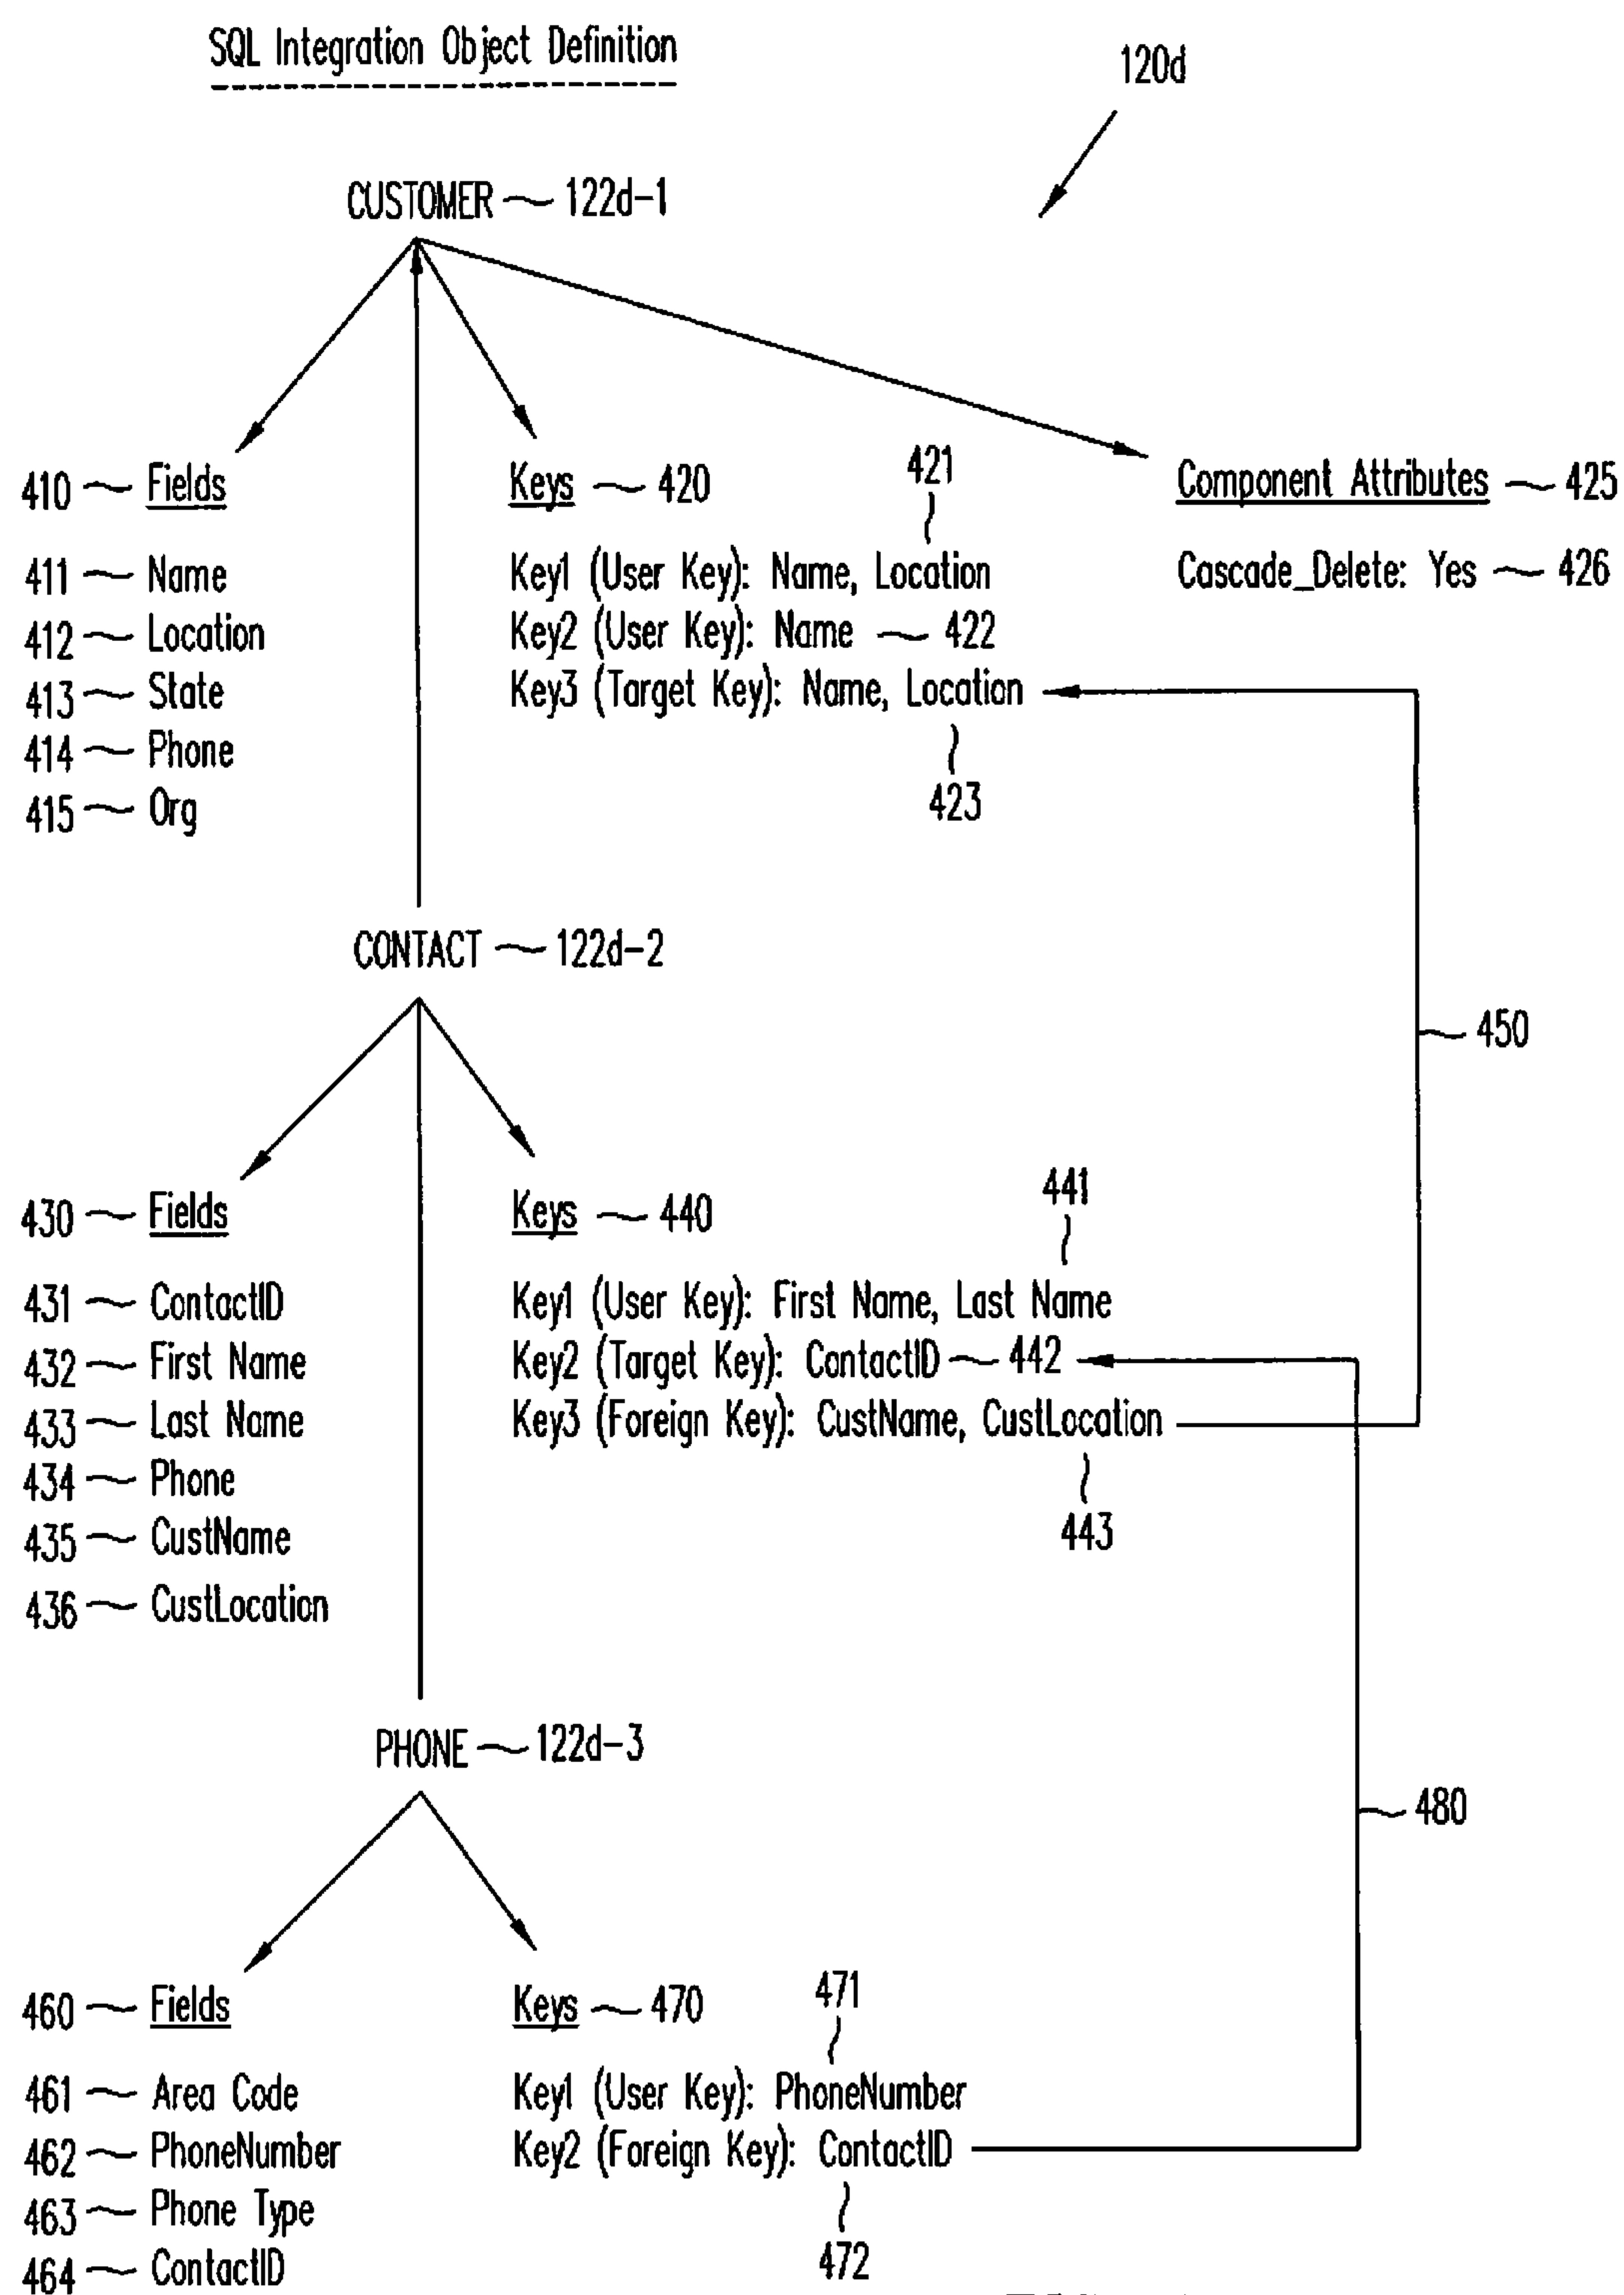 SQL Integration Object Definition
120d
CUSTOMER 122d-1
410 Fields
Keys 420
421
Component Attributes 425
411 Name
Key1 (User Key): Name, Location
Cascade_Delete: Yes 426
412 Location
Key2 (User Key): Name 422
413 State
Key3 (Target Key): Name, Location
414 Phone
423
415 Org
CONTACT 122d-2
450
430 Fields
Keys 440
441
431 ContactID
Key1 (User Key): First Name, Last Name
432 First Name
Key2 (Target Key): ContactID 442
433 Last Name
Key3 (Foreign Key): CustName, CustLocation
434 Phone
443
435 CustName
436 CustLocation
PHONE 122d-3
480
460 Fields
Keys 470
471
461 Area Code
Key1 (User Key): PhoneNumber
462 PhoneNumber
Key2 (Foreign Key): ContactID
463 Phone Type
472
464 ContactID